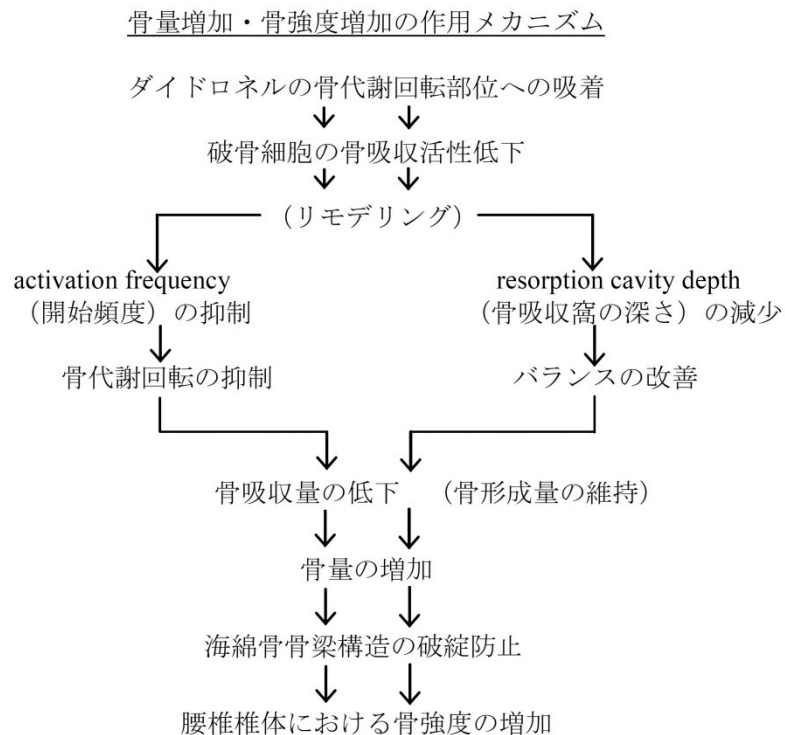 骨量増加・骨強度増加の作用メカニズム
ダイドロネルの骨代謝回転部位への吸着
破骨細胞の骨吸収活性低下
（リモデリング）
activation frequency
（開始頻度）の抑制
resorption cavity depth
（骨吸収窩の深さ）の減少
骨代謝回転の抑制
バランスの改善
骨吸収量の低下 （骨形成量の維持）
骨量の増加
海綿骨骨梁構造の破綻防止
腰椎椎体における骨強度の増加